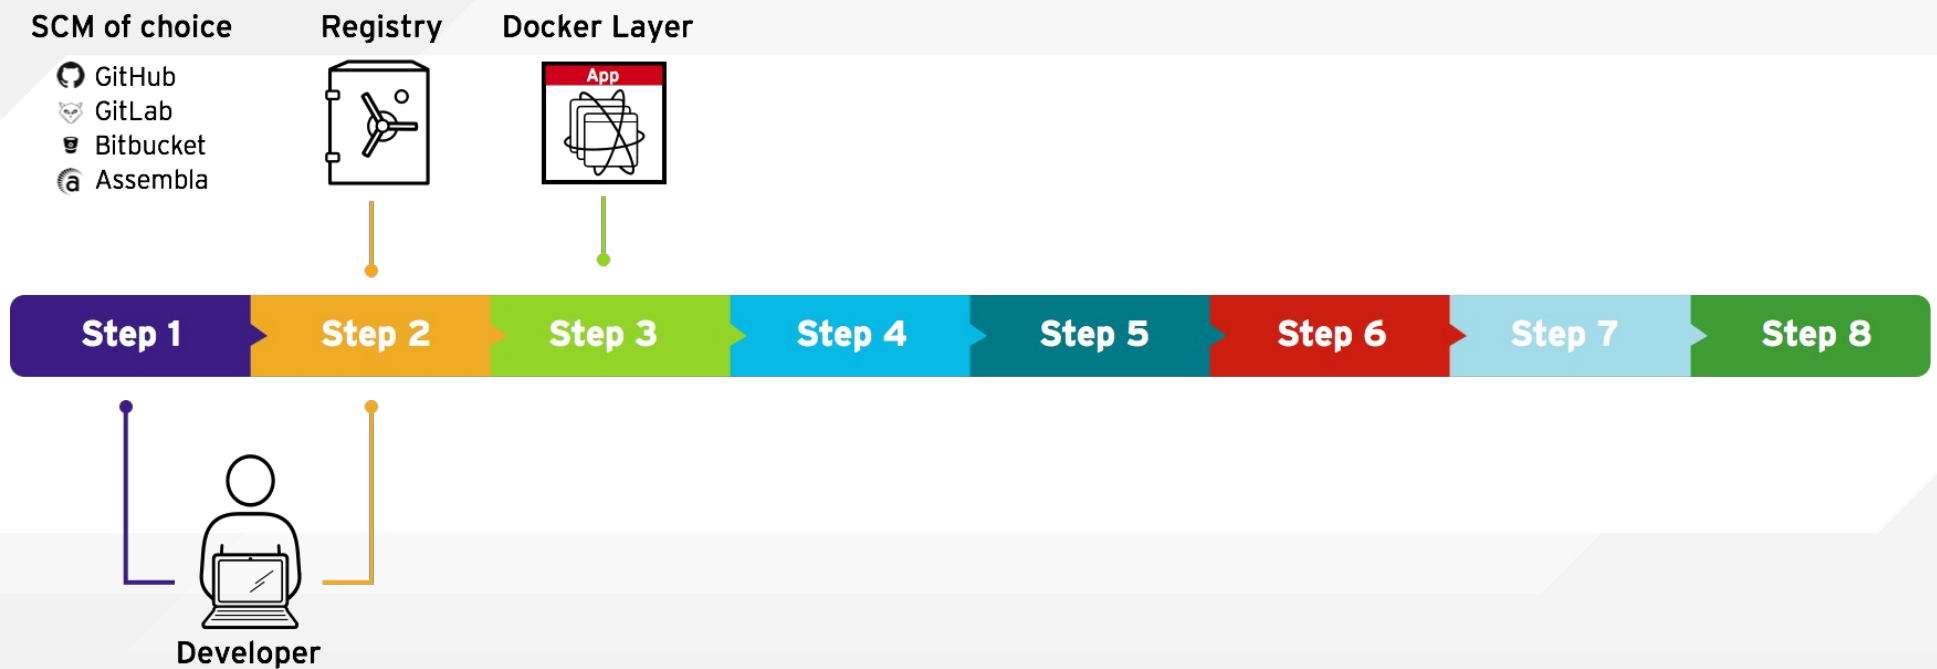 SCM of choice
GitHub
GitLab
Bitbucket
Assembla
Registry
Docker Layer
App
Step 1
Step 2
Step 3
Step 4
Step 5
Step 6
Step 7
Step 8
Developer